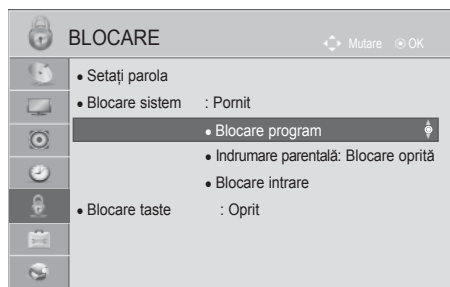 BLOCARE
Mutare OK
• Setați parola
• Blocare sistem : Pornit
• Blocare program
• Indrumare parentală: Blocare oprită
• Blocare intrare
• Blocare taste : Oprit